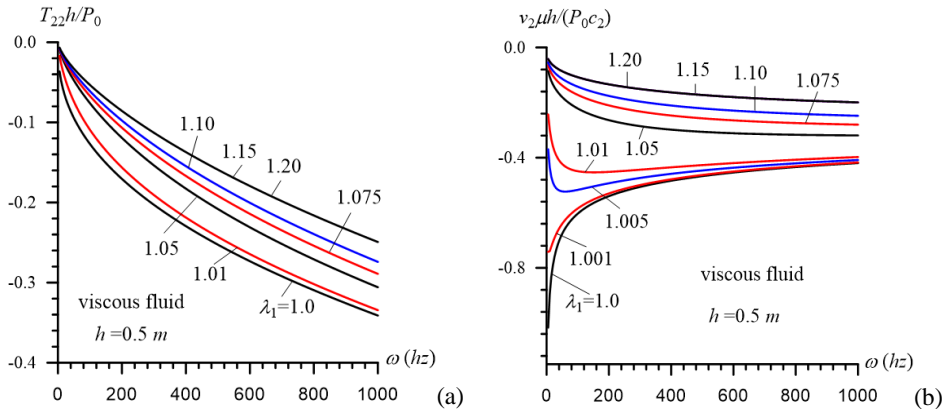 T₂₂h/P₀
0.0
-0.1
-0.2
-0.3
-0.4
1.10
1.15
1.20
1.075
1.05
1.01
λ₁=1.0
viscous fluid
h =0.5 m
ω (hz)
0 200 400 600 800 1000
(a)
v₂μh/(P₀c₂)
0.0
-0.4
-0.8
1.20
1.15
1.10
1.075
1.05
1.01
1.005
1.001
λ₁=1.0
viscous fluid
h =0.5 m
ω (hz)
0 200 400 600 800 1000
(b)